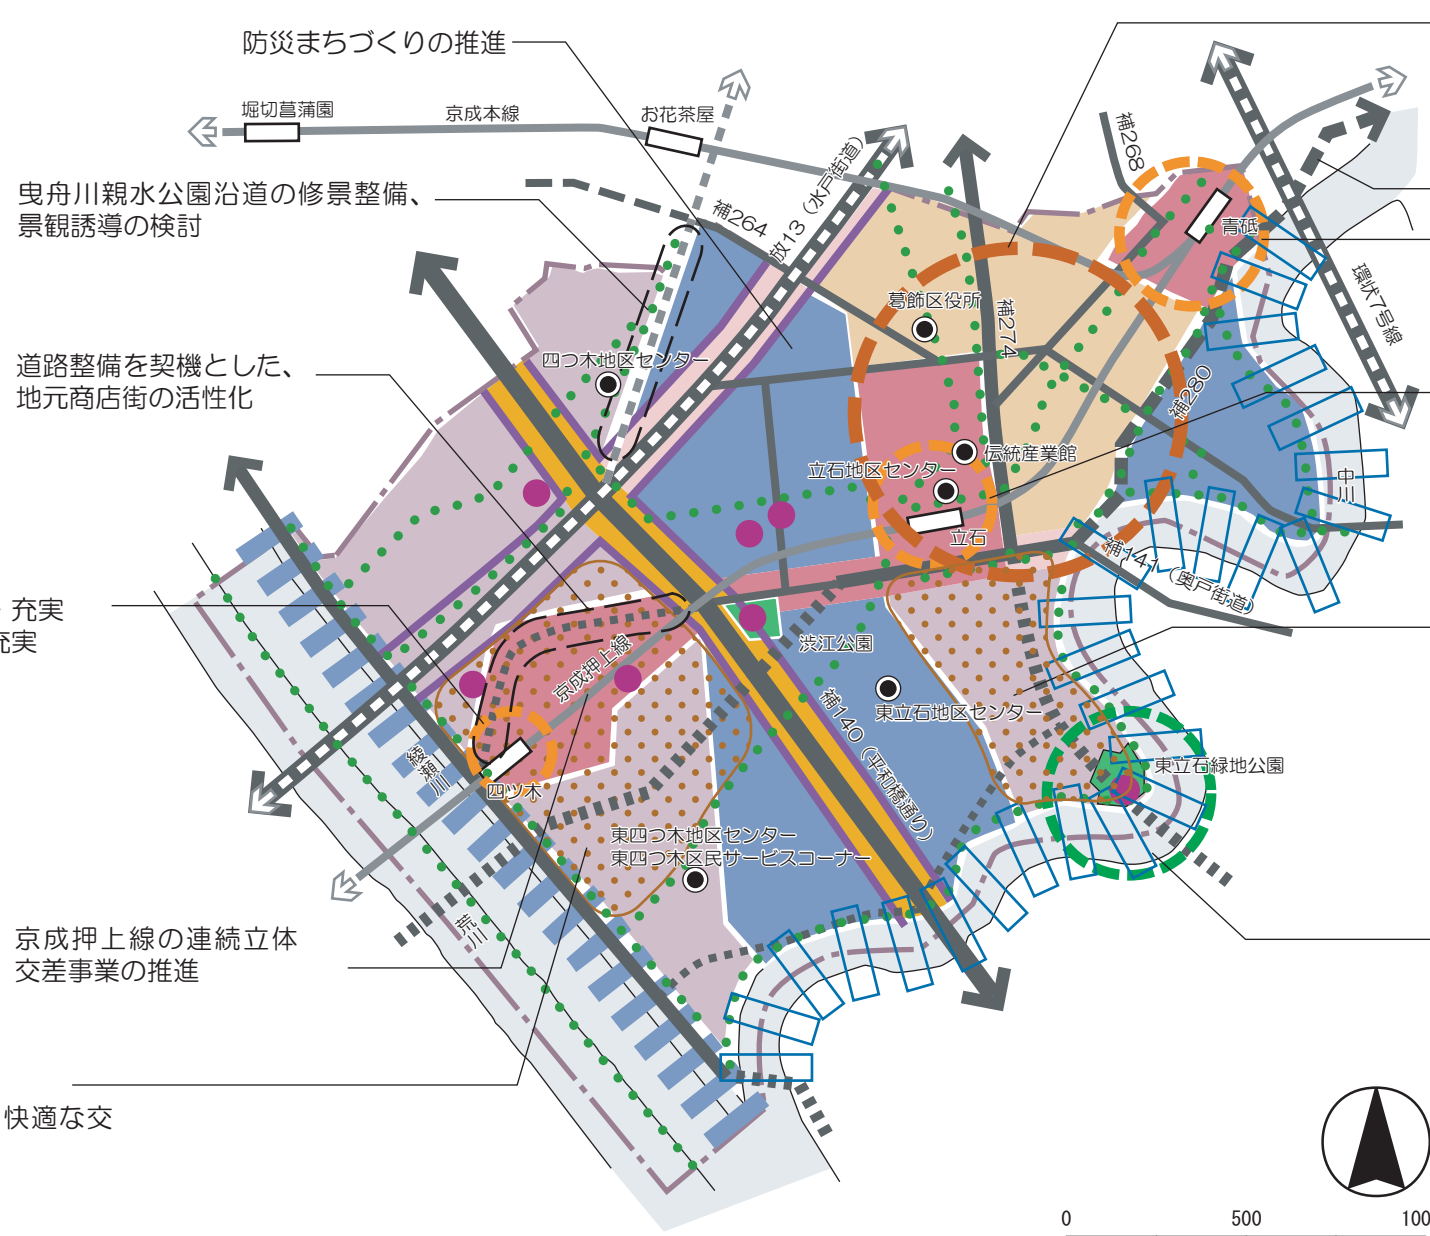 防災まちづくりの推進
堀切菖蒲園
京成本線
お花茶屋
曳舟川親水公園沿道の修景整備、
景観誘導の検討
補264
放13（水戸街道）
補268
青砥
環状7号線
葛飾区役所
補274
道路整備を契機とした、
地元商店街の活性化
四つ木地区センター
補280
伝統産業館
立石地区センター
中川
立石
補141（奥戸街道）
充実
充実
京成押上線
渋江公園
東立石地区センター
補140（平和橋通り）
綾瀬川
四ツ木
東立石緑地公園
東四つ木地区センター
東四つ木区民サービスコーナー
荒川
京成押上線の連続立体
交差事業の推進
快適な交
0
500
100